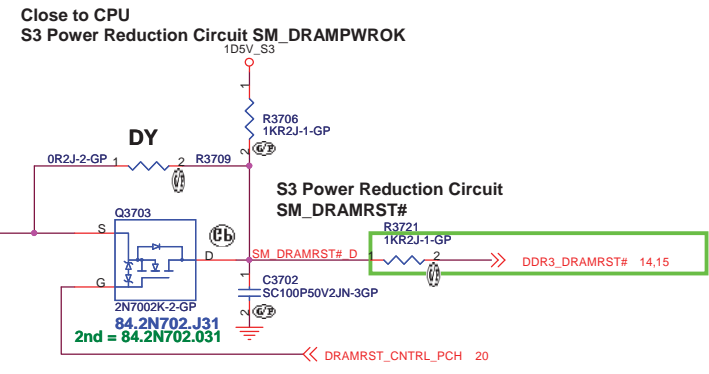 Close to CPU
S3 Power Reduction Circuit SM_DRAMPWROK
1D5V_S3
1
R3706
1KR2J-1-GP
2
DY
0R2J-2-GP 1 2 R3709
S3 Power Reduction Circuit
SM_DRAMRST#
Q3703
R3721
1KR2J-1-GP
S
D
SM_DRAMRST#_D 1 2 DDR3_DRAMRST# 14,15
G
1
C3702
SC100P50V2JN-3GP
2
2N7002K-2-GP
84.2N702.J31
2nd = 84.2N702.031
DRAMRST_CNTRL_PCH 20